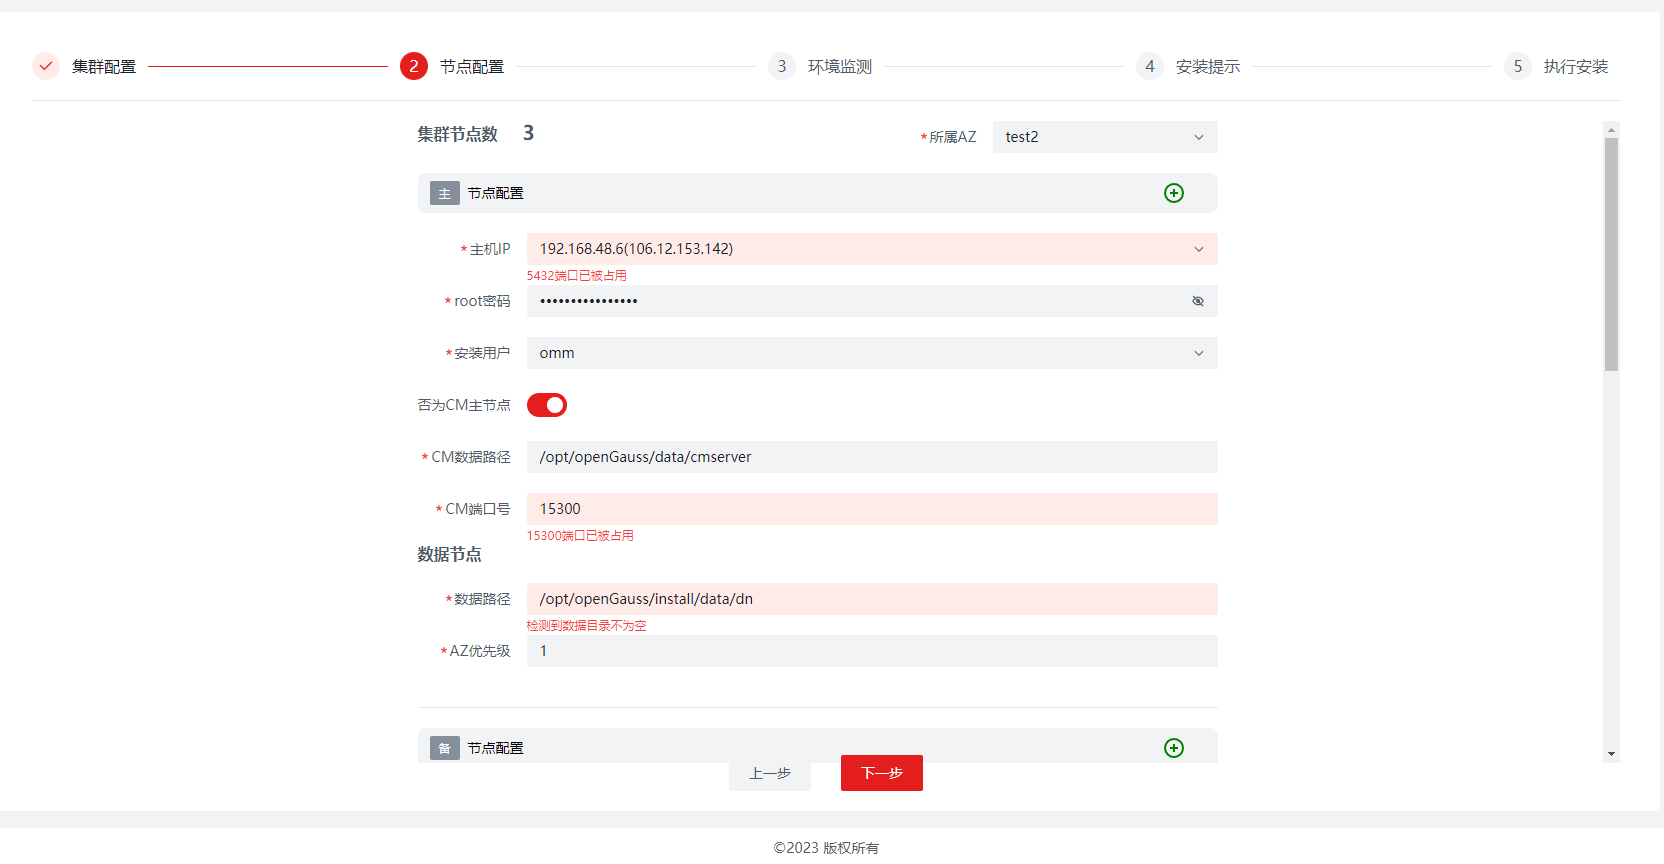 集群配置
2 节点配置
3 环境监测
4 安装提示
5 执行安装
集群节点数 3
*所属AZ test2
主 节点配置
*主机IP 192.168.48.6(106.12.153.142)
5432端口已被占用
*root密码 ••••••••••••••••
*安装用户 omm
否为CM主节点
*CM数据路径 /opt/openGauss/data/cmserver
*CM端口号 15300
15300端口已被占用
数据节点
*数据路径 /opt/openGauss/install/data/dn
检测到数据目录不为空
*AZ优先级 1
备 节点配置
上一步 下一步
©2023 版权所有